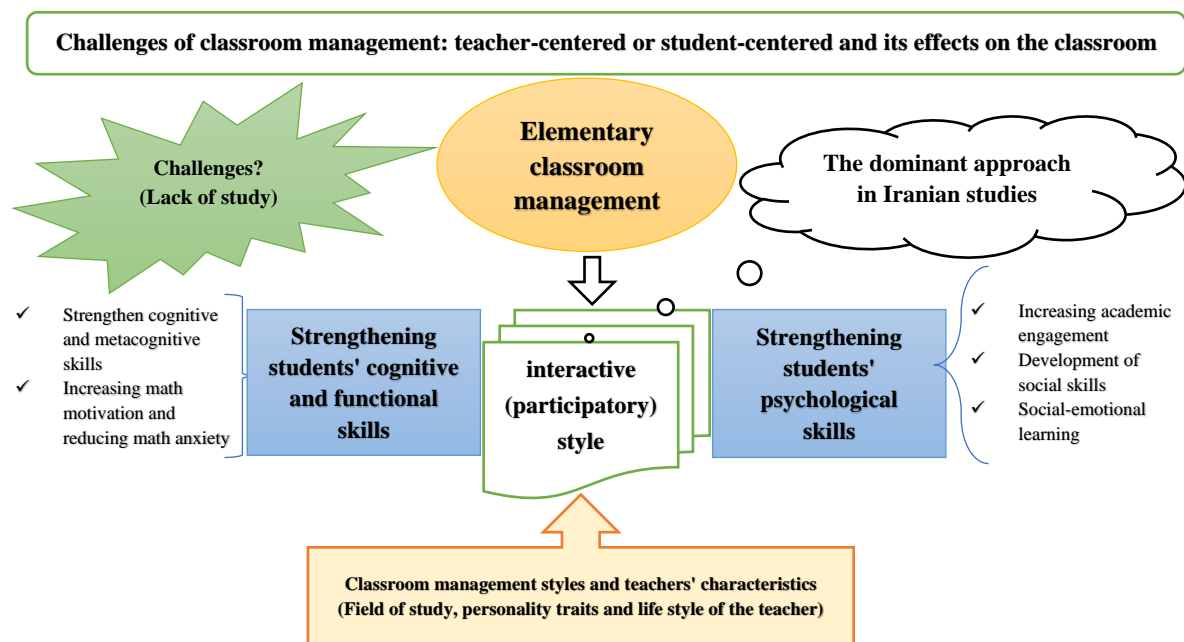 Challenges of classroom management: teacher-centered or student-centered and its effects on the classroom
Challenges?
(Lack of study)
Elementary
classroom
management
The dominant approach
in Iranian studies
✓ Strengthen cognitive
and metacognitive
skills
✓ Increasing math
motivation and
reducing math anxiety
Strengthening
students' cognitive
and functional
skills
interactive
(participatory)
style
Strengthening
students'
psychological
skills
✓ Increasing academic
engagement
✓ Development of
social skills
✓ Social-emotional
learning
Classroom management styles and teachers' characteristics
(Field of study, personality traits and life style of the teacher)